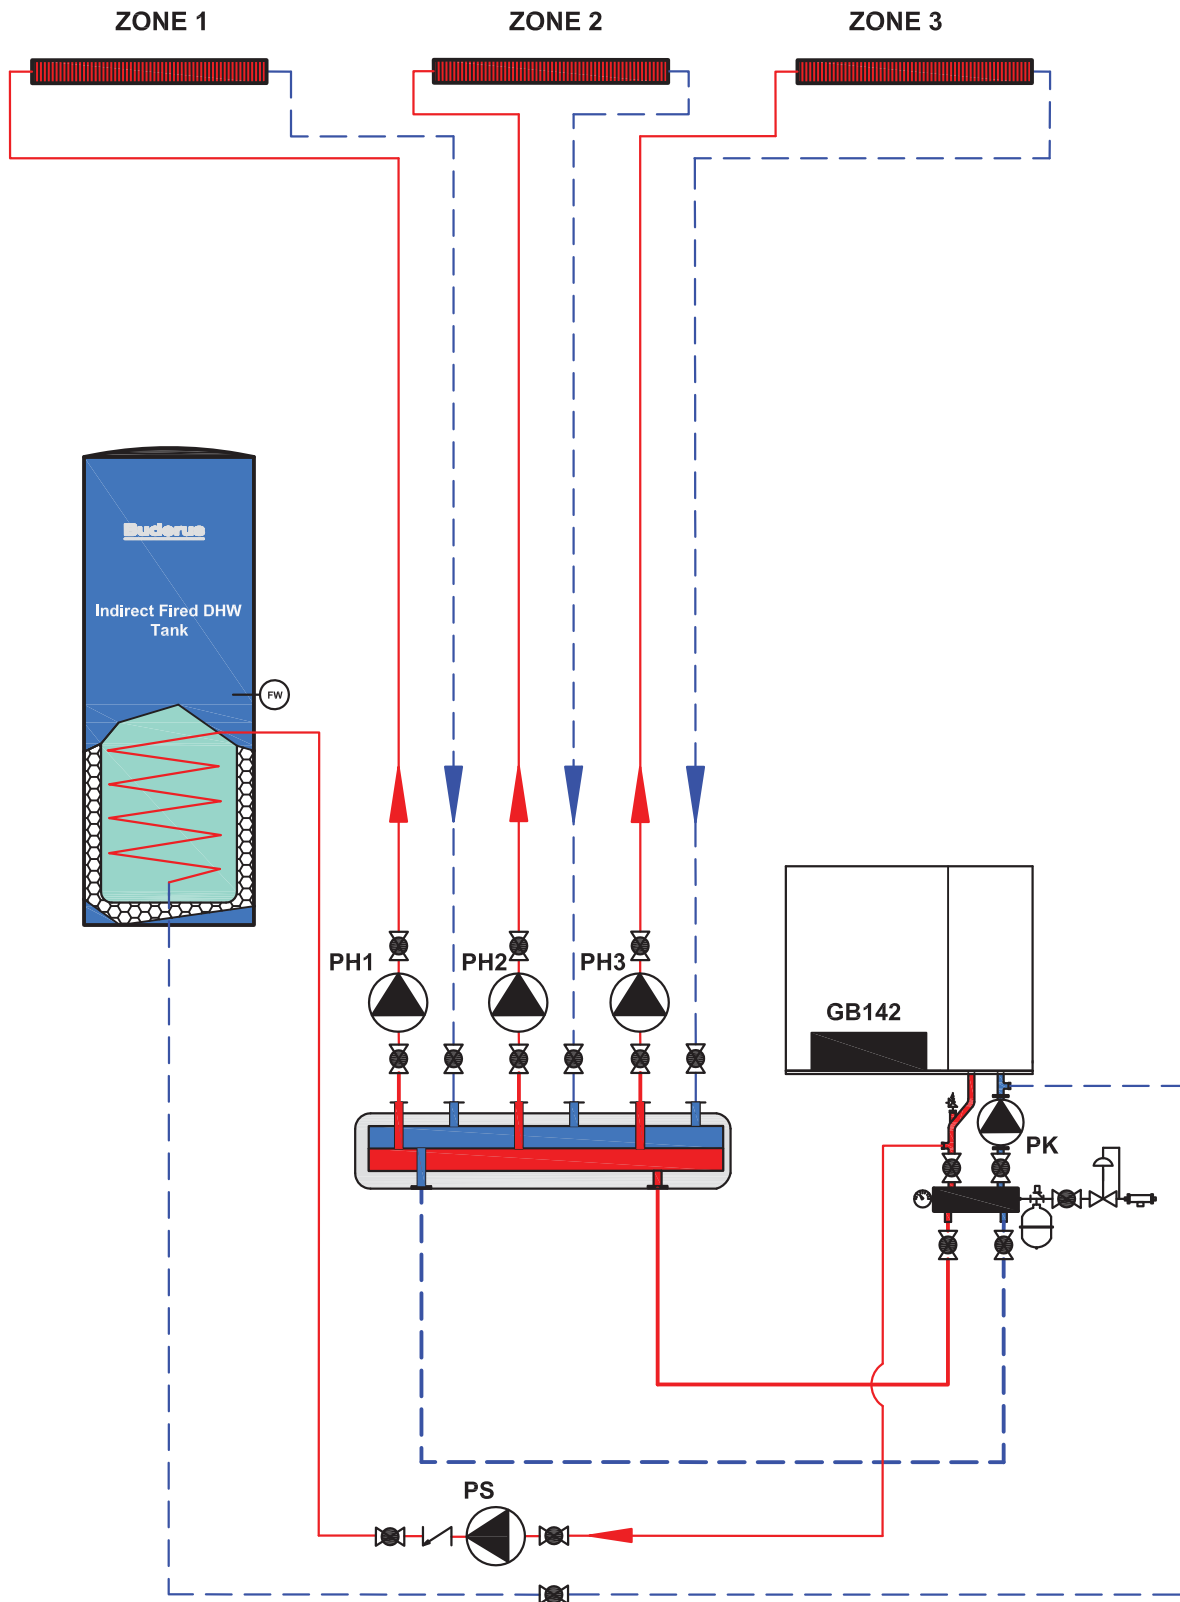 ZONE 1
ZONE 2
ZONE 3
Buderus
Indirect Fired DHW
Tank
FW
PH1
PH2
PH3
GB142
PK
PS